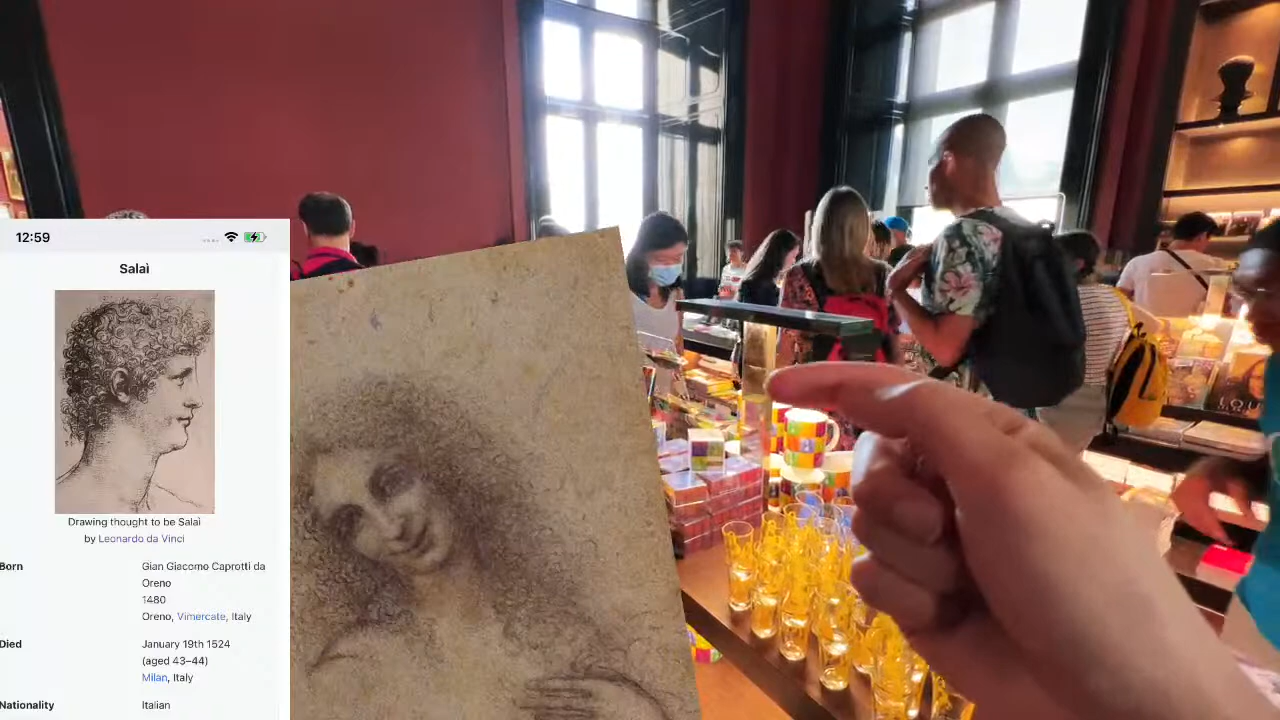 12:59
Salaì
Drawing thought to be Salaì
by Leonardo da Vinci
Born
Gian Giacomo Caprotti da
Oreno
1480
Oreno, Vimercate, Italy
Died
January 19th 1524
(aged 43–44)
Milan, Italy
Nationality
Italian
LOU